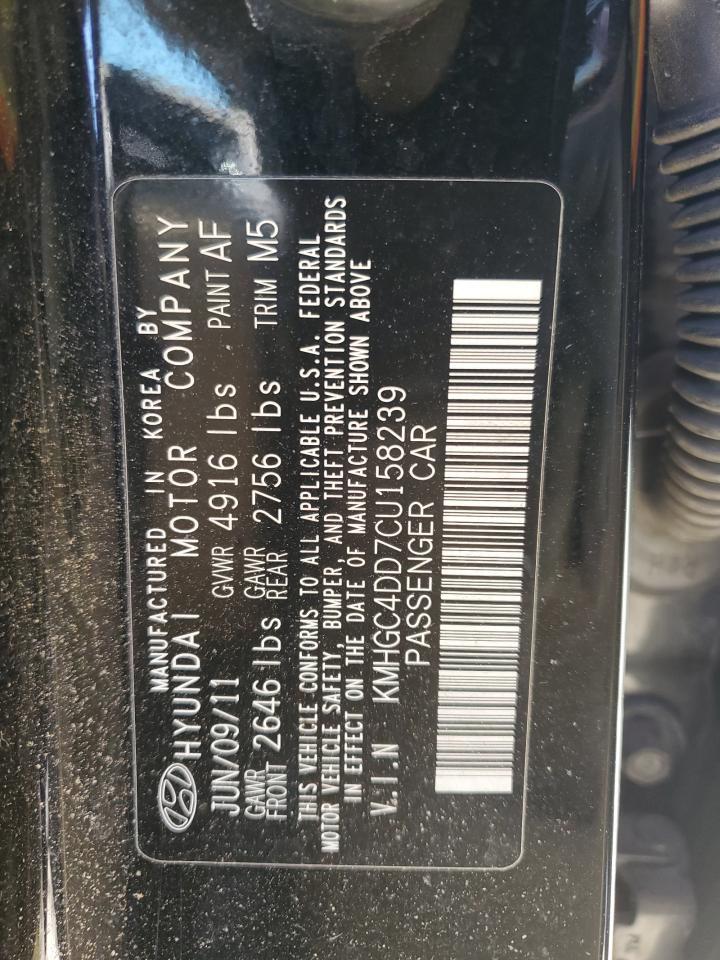 MANUFACTURED IN KOREA BY
HYUNDAI MOTOR COMPANY
JUN/09/11 GVWR 4916 lbs PAINT AF
GAWR FRONT 2646 lbs GAWR REAR 2756 lbs TRIM M5
THIS VEHICLE CONFORMS TO ALL APPLICABLE U.S.A. FEDERAL
MOTOR VEHICLE SAFETY, BUMPER, AND THEFT PREVENTION STANDARDS
IN EFFECT ON THE DATE OF MANUFACTURE SHOWN ABOVE
V.I.N KMHGC4DD7CU158239
PASSENGER CAR